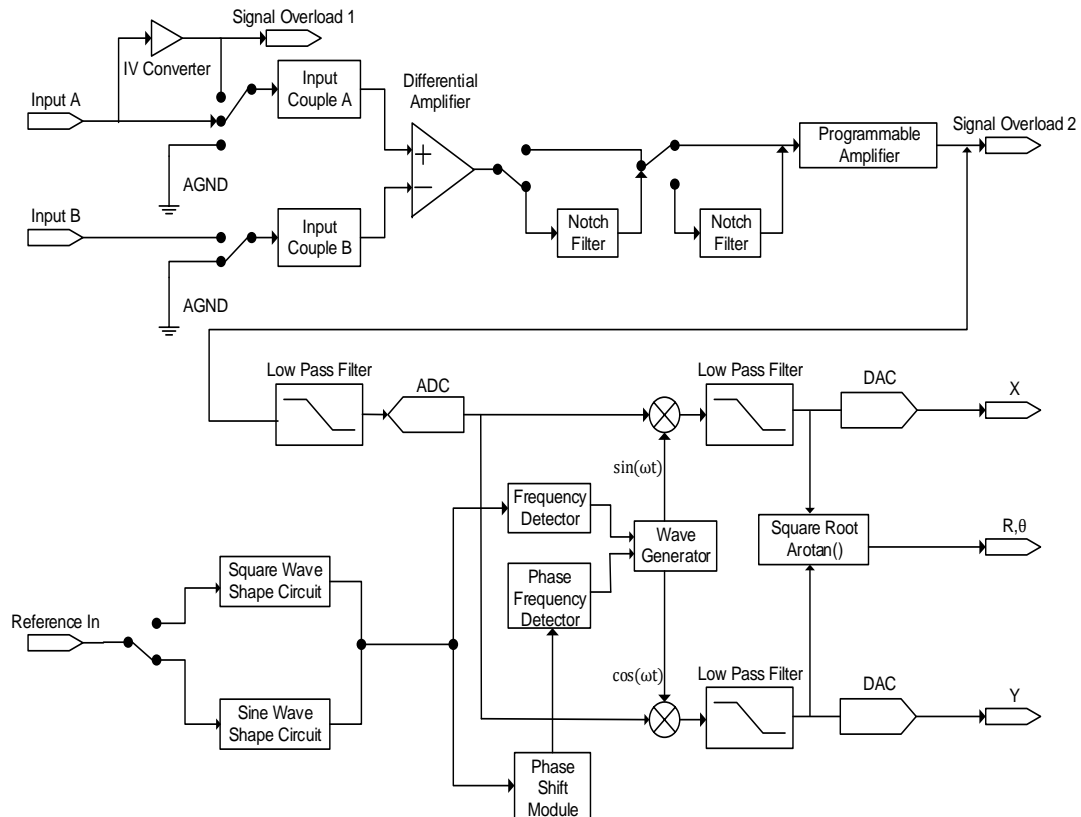 Signal Overload 1
IV Converter
Input A
Input
Couple A
Differential
Amplifier
AGND
Programmable
Amplifier
Signal Overload 2
Input B
Input
Couple B
Notch
Filter
Notch
Filter
AGND
Low Pass Filter
ADC
Low Pass Filter
DAC
X
sin(ωt)
Frequency
Detector
Wave
Generator
Square Root
Arotan()
R,θ
Square Wave
Shape Circuit
Phase
Frequency
Detector
Reference In
cos(ωt)
Low Pass Filter
DAC
Y
Sine Wave
Shape Circuit
Phase
Shift
Module